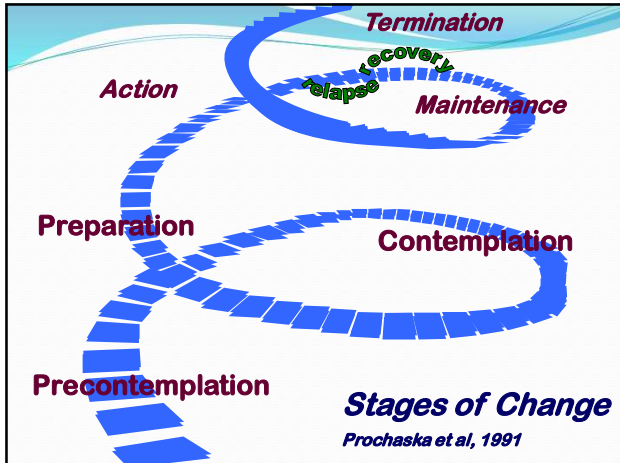 Termination
recovery
relapse
Action
Maintenance
Preparation
Contemplation
Precontemplation
Stages of Change
Prochaska et al, 1991